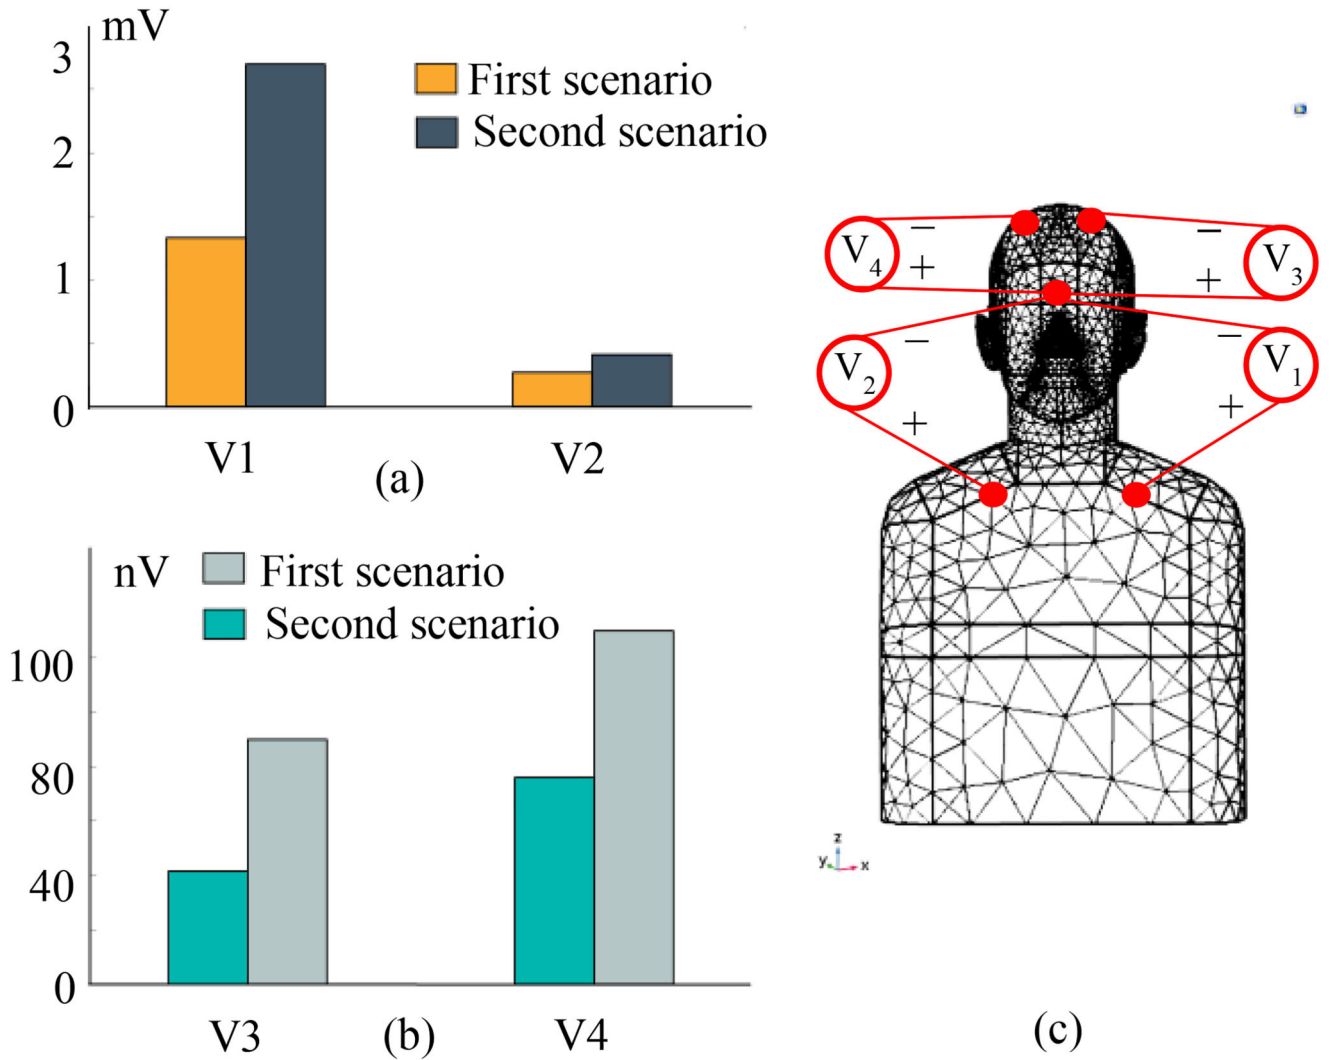 mV
3
2
1
0
First scenario
Second scenario
V1
V2
(a)
nV
100
80
40
0
First scenario
Second scenario
V3
V4
(b)
V4
−
+
−
+
V3
V2
−
+
−
+
V1
z
y
x
(c)